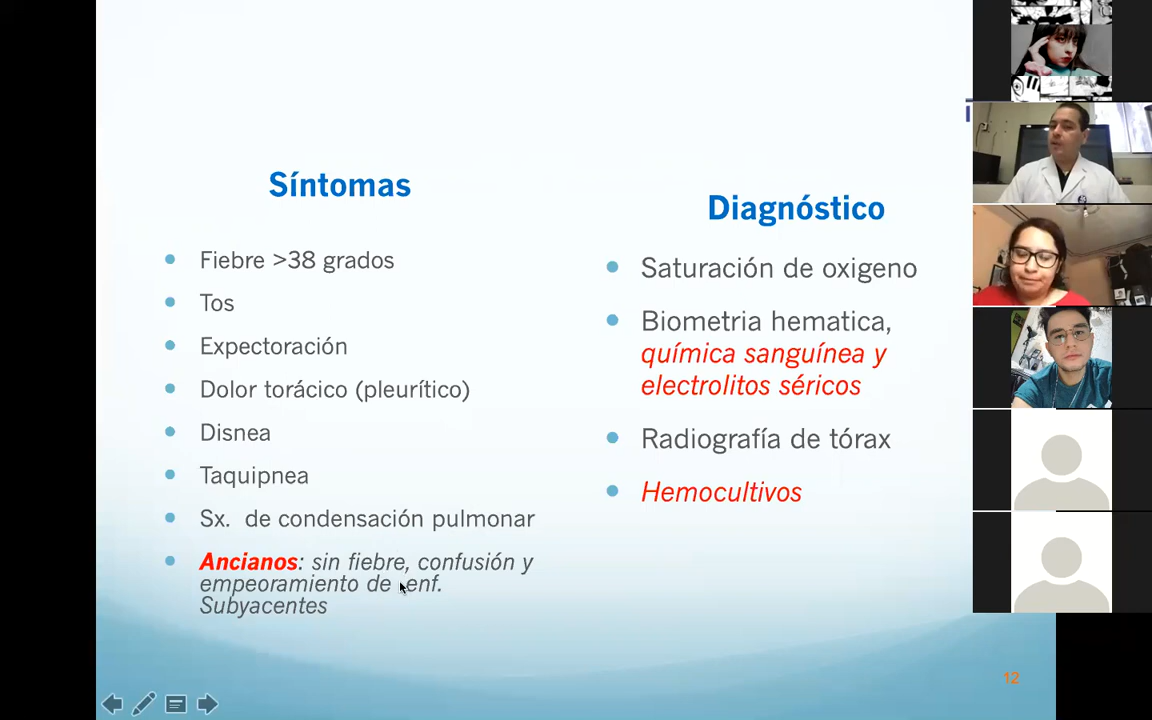 Síntomas
Fiebre >38 grados
Tos
Expectoración
Dolor torácico (pleurítico)
Disnea
Taquipnea
Sx. de condensación pulmonar
Ancianos: sin fiebre, confusión y
empeoramiento de enf.
Subyacentes
Diagnóstico
Saturación de oxigeno
Biometria hematica,
química sanguínea y
electrolitos séricos
Radiografía de tórax
Hemocultivos
12